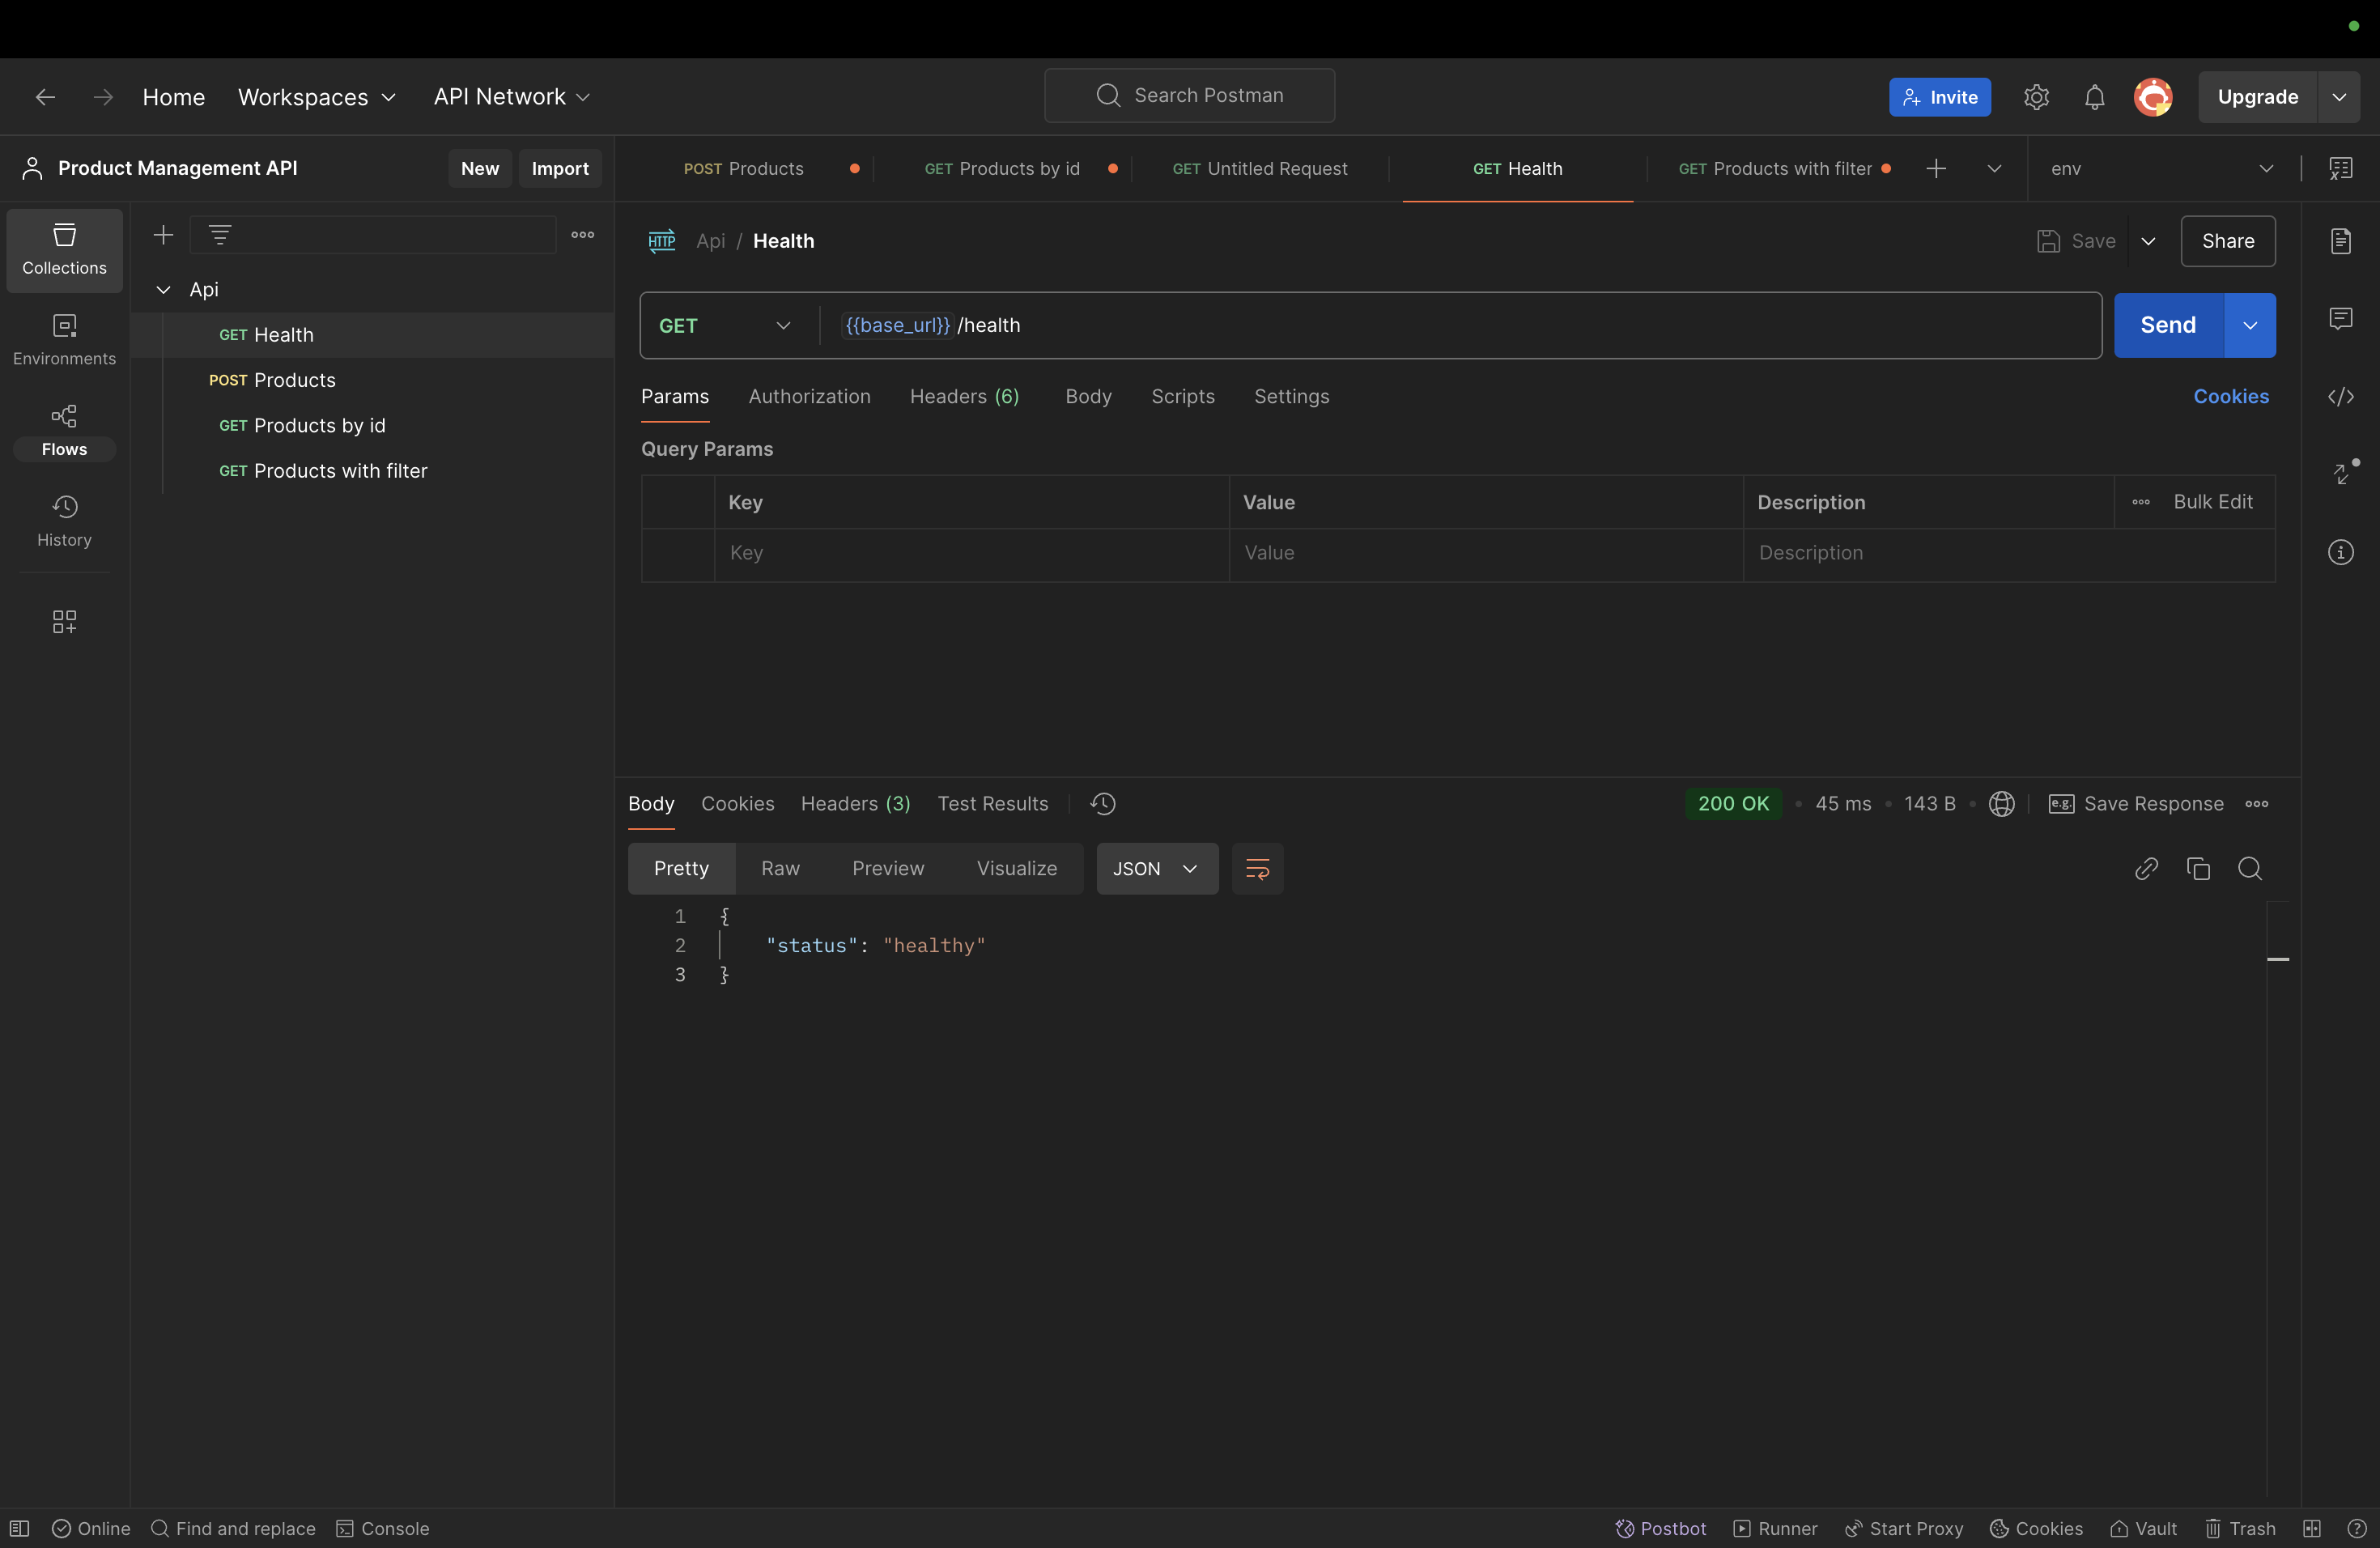 Home Workspaces API Network Search Postman Invite Upgrade
Product Management API New Import
POST Products GET Products by id GET Untitled Request GET Health GET Products with filter env
Collections
Environments
Flows
History
Api
GET Health
POST Products
GET Products by id
GET Products with filter
HTTP Api / Health Save Share
GET {{base_url}}/health Send
Params Authorization Headers (6) Body Scripts Settings Cookies
Query Params
Key Value Description Bulk Edit
Key Value Description
Body Cookies Headers (3) Test Results 200 OK 45 ms 143 B e.g. Save Response
Pretty Raw Preview Visualize JSON
1 {
2 "status": "healthy"
3 }
Online Find and replace Console Postbot Runner Start Proxy Cookies Vault Trash